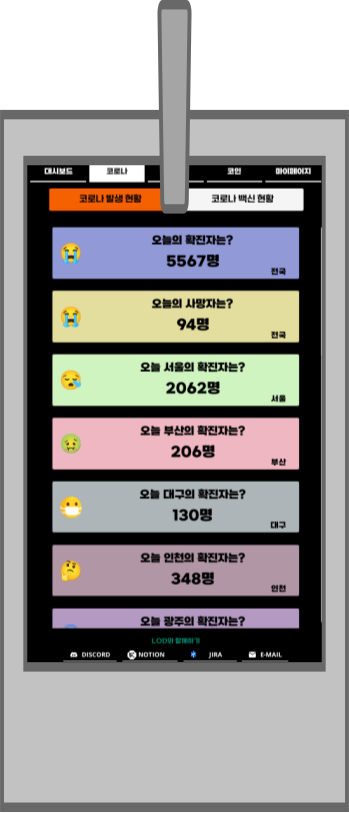 대시보드 코로나 코인 마이페이지
코로나 발생 현황 코로나 백신 현황
오늘의 확진자는?
5567명
전국
오늘의 사망자는?
94명
전국
오늘 서울의 확진자는?
2062명
서울
오늘 부산의 확진자는?
206명
부산
오늘 대구의 확진자는?
130명
대구
오늘 인천의 확진자는?
348명
인천
오늘 광주의 확진자는?
LOD와 함께하기
DISCORD NOTION JIRA E-MAIL